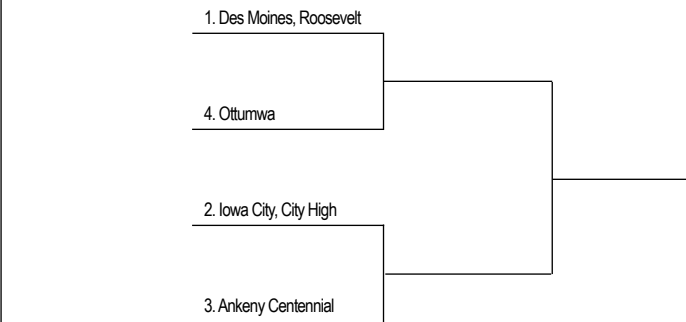 1. Des Moines, Roosevelt
4. Ottumwa
2. Iowa City, City High
3. Ankeny Centennial